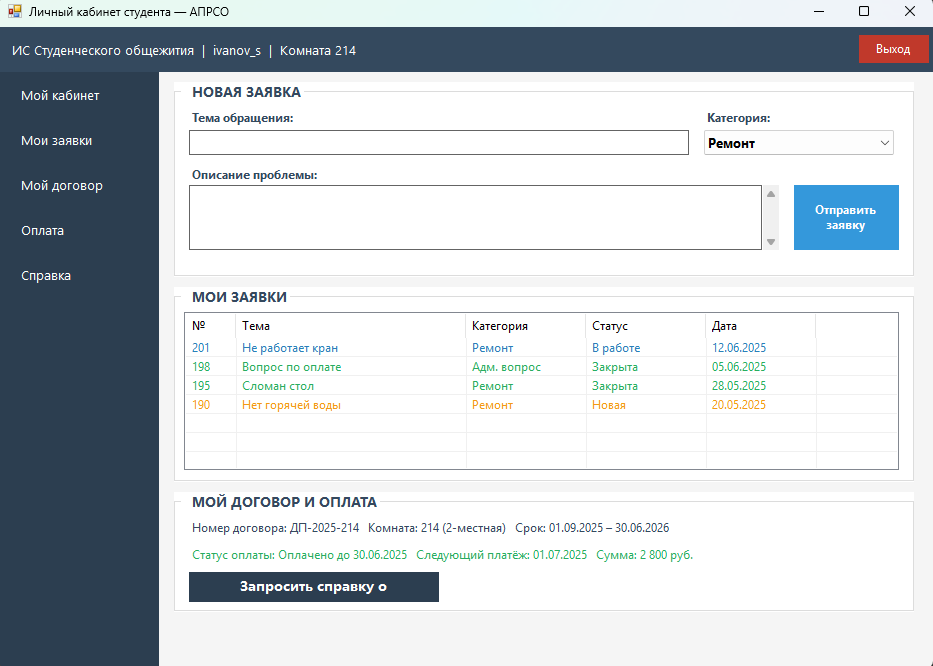 Личный кабинет студента — АПРСО
ИС Студенческого общежития | ivanov_s | Комната 214
Выход
Мой кабинет
Мои заявки
Мой договор
Оплата
Справка
НОВАЯ ЗАЯВКА
Тема обращения:
Категория:
Ремонт
Описание проблемы:
Отправить
заявку
МОИ ЗАЯВКИ
№ Тема Категория Статус Дата
201 Не работает кран Ремонт В работе 12.06.2025
198 Вопрос по оплате Адм. вопрос Закрыта 05.06.2025
195 Сломан стол Ремонт Закрыта 28.05.2025
190 Нет горячей воды Ремонт Новая 20.05.2025
МОЙ ДОГОВОР И ОПЛАТА
Номер договора: ДП-2025-214 Комната: 214 (2-местная) Срок: 01.09.2025 – 30.06.2026
Статус оплаты: Оплачено до 30.06.2025 Следующий платёж: 01.07.2025 Сумма: 2 800 руб.
Запросить справку о